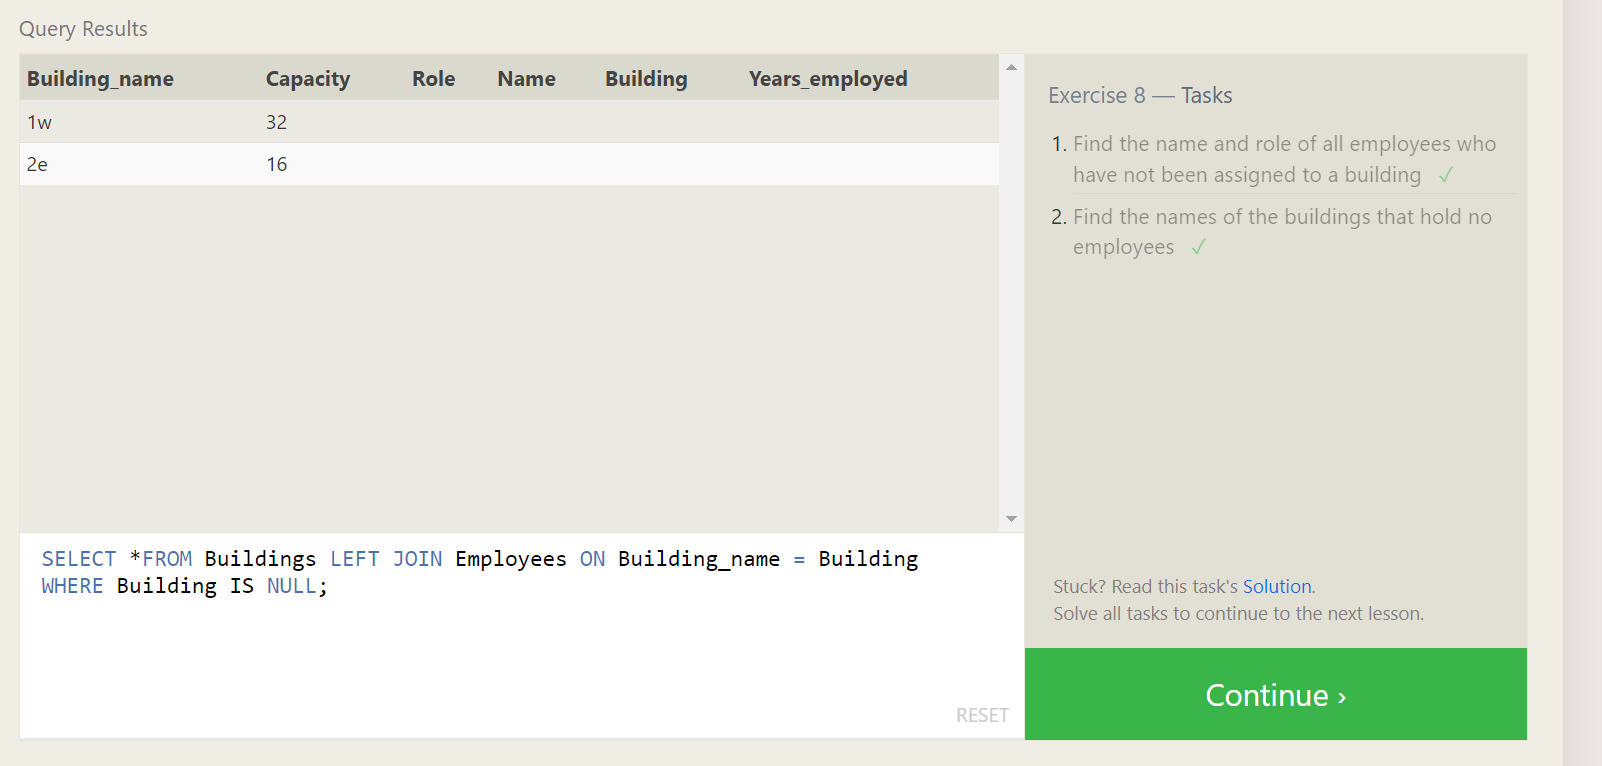 Query Results
Building_name Capacity Role Name Building Years_employed
1w 32
2e 16
SELECT *FROM Buildings LEFT JOIN Employees ON Building_name = Building
WHERE Building IS NULL;
RESET
Exercise 8 — Tasks
1. Find the name and role of all employees who
have not been assigned to a building ✓
2. Find the names of the buildings that hold no
employees ✓
Stuck? Read this task's Solution.
Solve all tasks to continue to the next lesson.
Continue ›